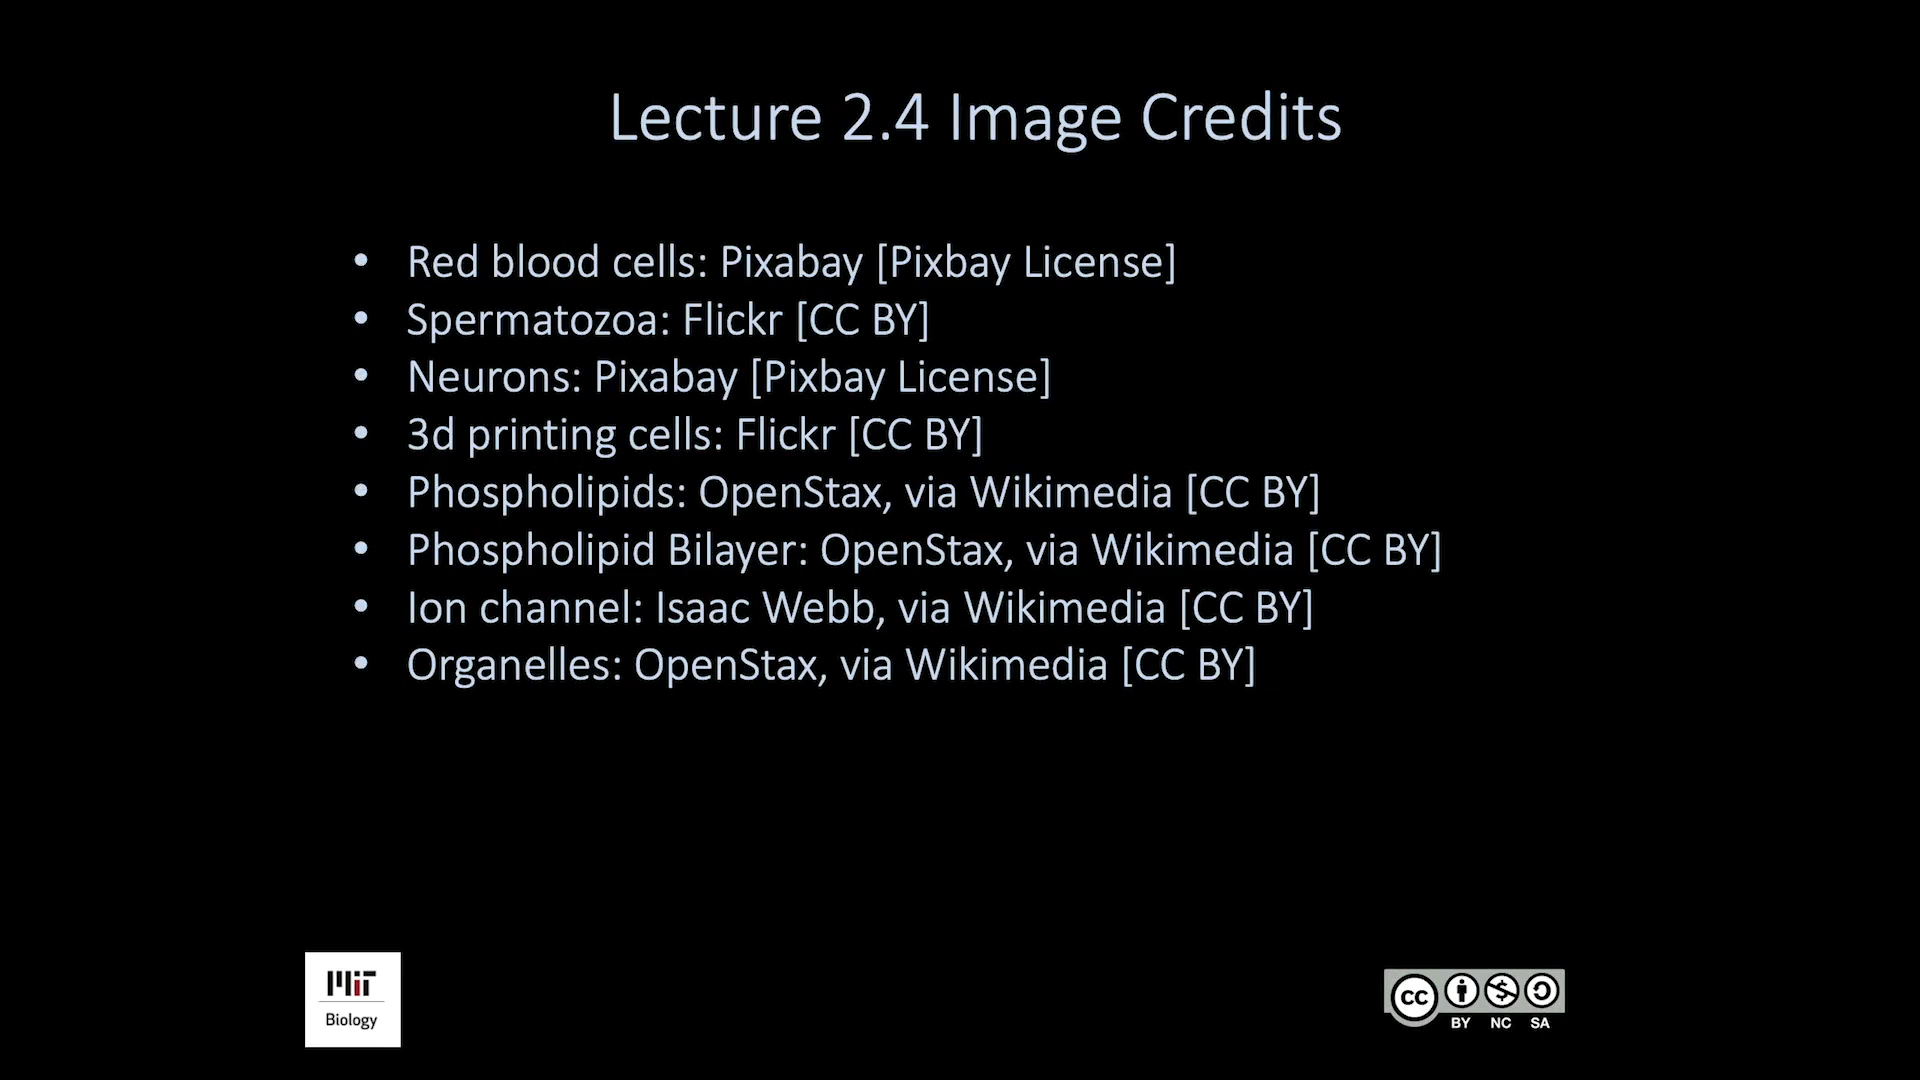 Lecture 2.4 Image Credits
• Red blood cells: Pixabay [Pixbay License]
• Spermatozoa: Flickr [CC BY]
• Neurons: Pixabay [Pixbay License]
• 3d printing cells: Flickr [CC BY]
• Phospholipids: OpenStax, via Wikimedia [CC BY]
• Phospholipid Bilayer: OpenStax, via Wikimedia [CC BY]
• Ion channel: Isaac Webb, via Wikimedia [CC BY]
• Organelles: OpenStax, via Wikimedia [CC BY]
MIT
Biology
cc
BY NC SA